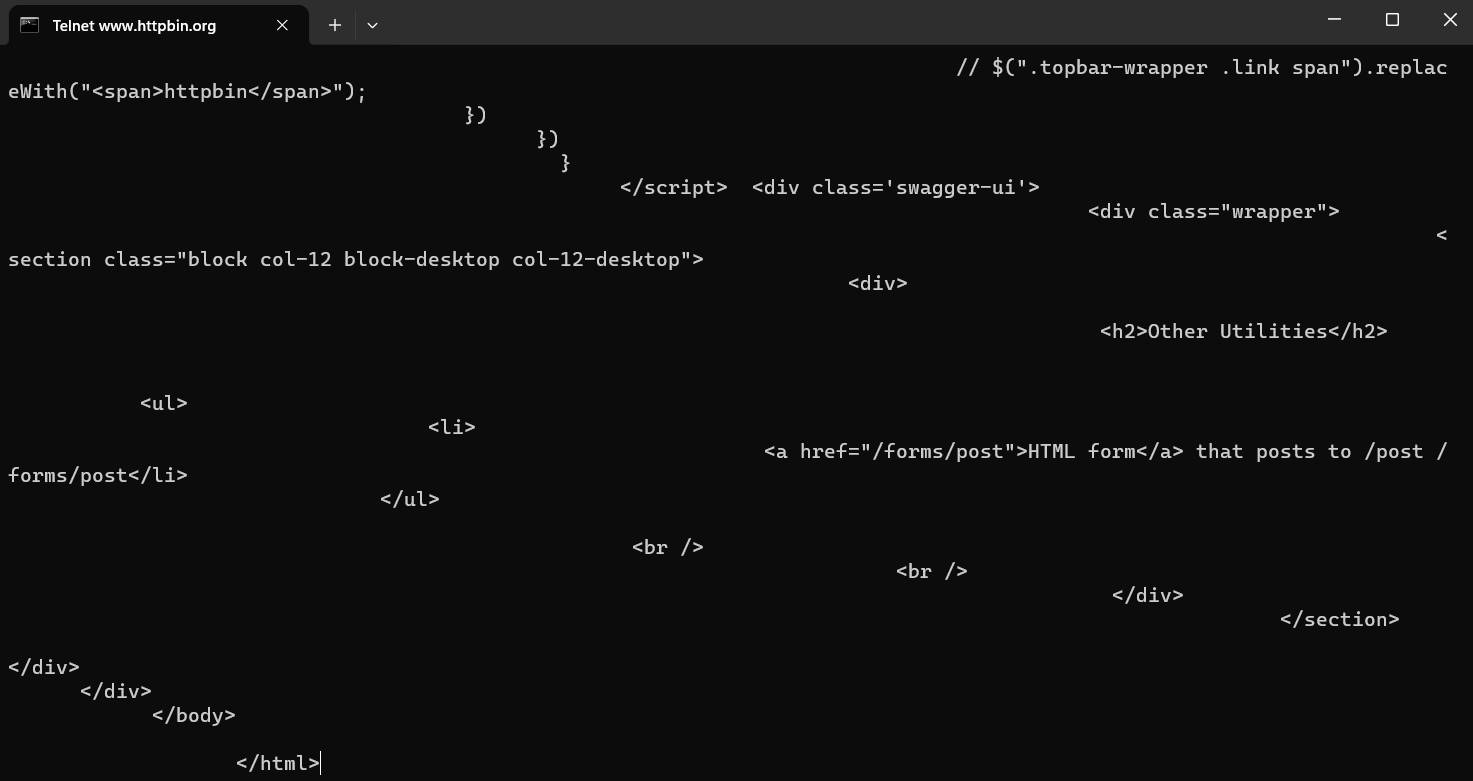 Telnet www.httpbin.org
// $(".topbar-wrapper .link span").replac
eWith("<span>httpbin</span>");
})
})
}
</script>  <div class='swagger-ui'>
<div class="wrapper">
<
section class="block col-12 block-desktop col-12-desktop">
<div>
<h2>Other Utilities</h2>
<ul>
<li>
<a href="/forms/post">HTML form</a> that posts to /post /
forms/post</li>
</ul>
<br />
<br />
</div>
</section>
</div>
</div>
</body>
</html>